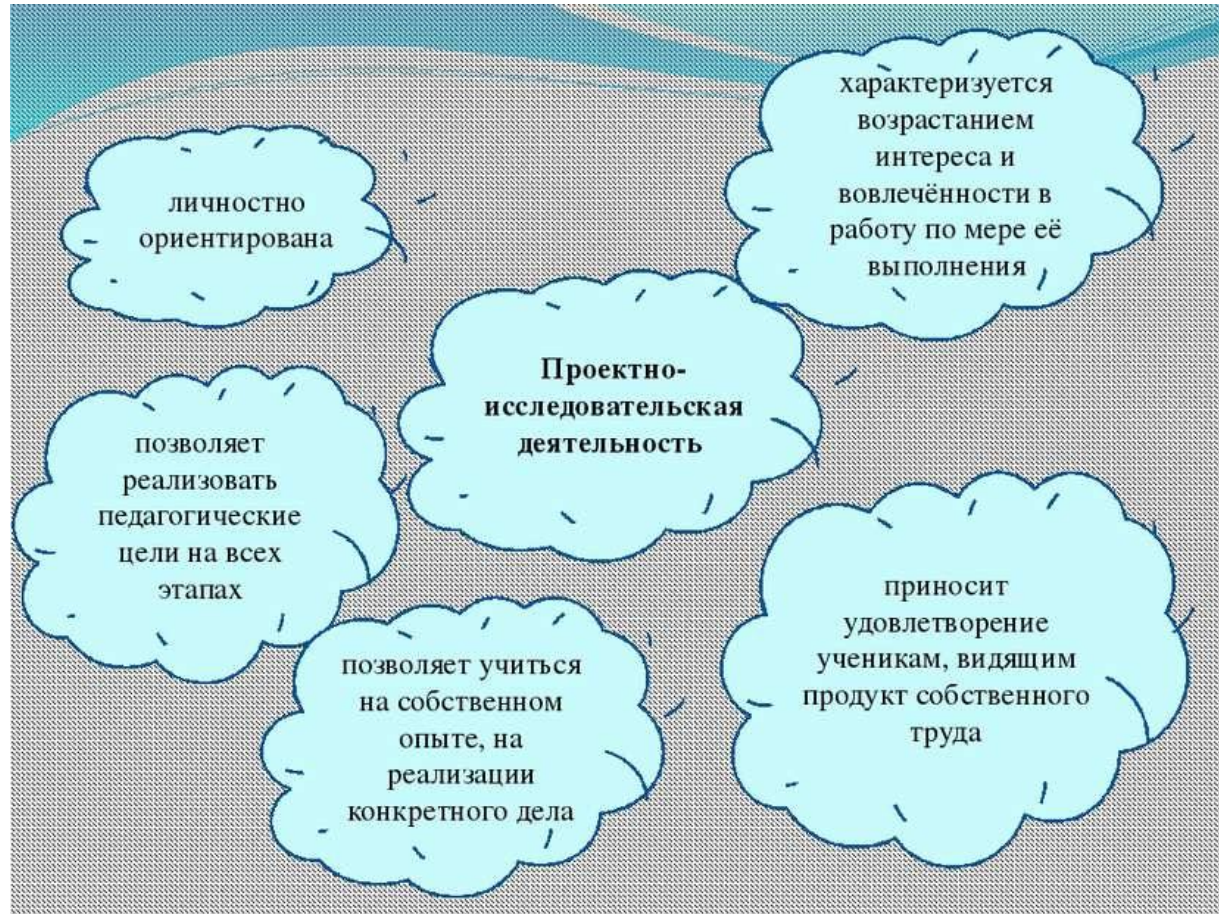 личностно
ориентирована
характеризуется
возрастанием
интереса и
вовлечённости в
работу по мере её
выполнения
Проектно-
исследовательская
деятельность
позволяет
реализовать
педагогические
цели на всех
этапах
позволяет учиться
на собственном
опыте, на
реализации
конкретного дела
приносит
удовлетворение
ученикам, видящим
продукт собственного
труда